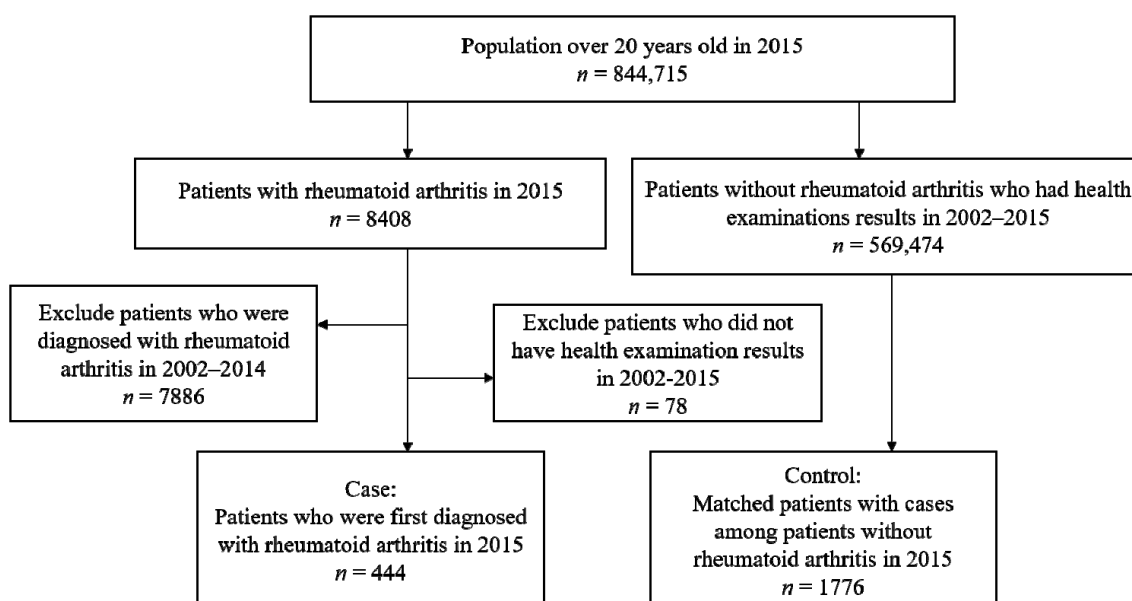 Population over 20 years old in 2015
n = 844,715
Patients with rheumatoid arthritis in 2015
n = 8408
Patients without rheumatoid arthritis who had health
examinations results in 2002–2015
n = 569,474
Exclude patients who were
diagnosed with rheumatoid
arthritis in 2002–2014
n = 7886
Exclude patients who did not
have health examination results
in 2002-2015
n = 78
Case:
Patients who were first diagnosed
with rheumatoid arthritis in 2015
n = 444
Control:
Matched patients with cases
among patients without
rheumatoid arthritis in 2015
n = 1776